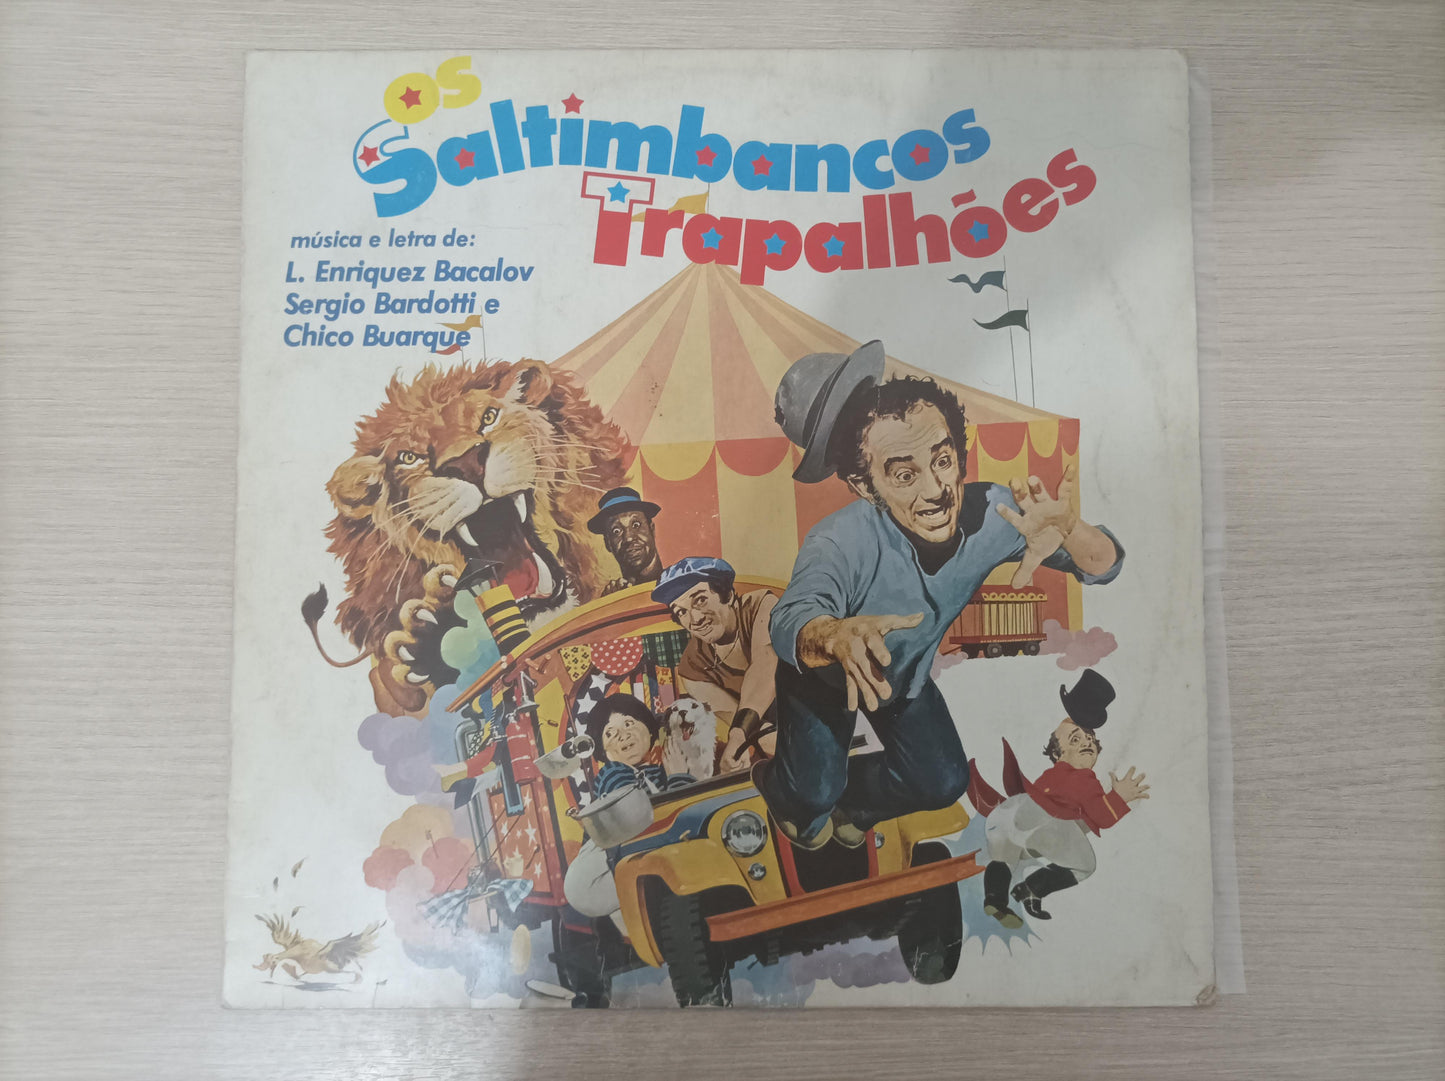 os
Saltimbancos
Trapalhões
música e letra de:
L. Enriquez Bacalov
Sergio Bardotti e
Chico Buarque